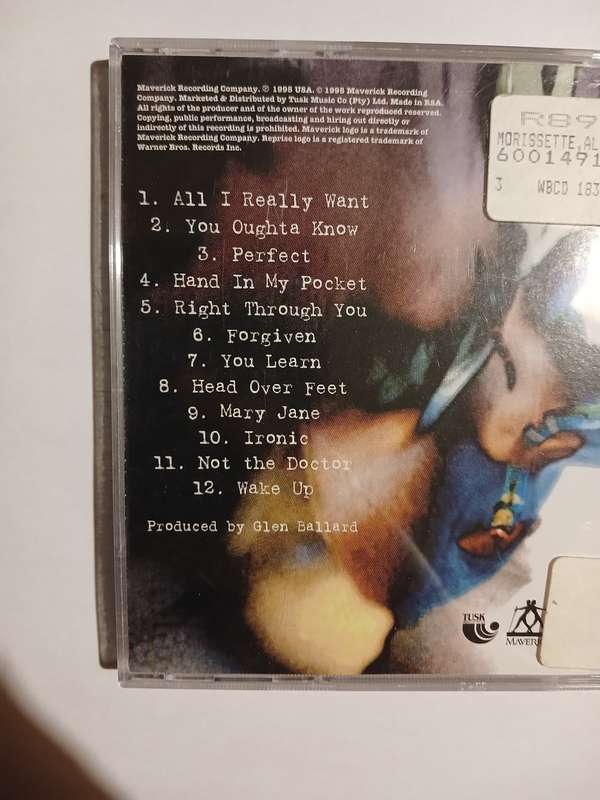 Maverick Recording Company. ℗ 1995 USA. © 1995 Maverick Recording
Company. Marketed & Distributed by Tusk Music Co (Pty) Ltd. Made in RSA.
All rights of the producer and of the owner of the work reproduced reserved.
Copying, public performance, broadcasting and hiring out directly or
indirectly of this recording is prohibited. Maverick logo is a trademark of
Maverick Recording Company. Reprise logo is a registered trademark of
Warner Bros. Records Inc.
R89
MORISSETTE,AL
6001491
3 WBCD 183
1. All I Really Want
2. You Oughta Know
3. Perfect
4. Hand In My Pocket
5. Right Through You
6. Forgiven
7. You Learn
8. Head Over Feet
9. Mary Jane
10. Ironic
11. Not the Doctor
12. Wake Up
Produced by Glen Ballard
TUSK
MAVERIC